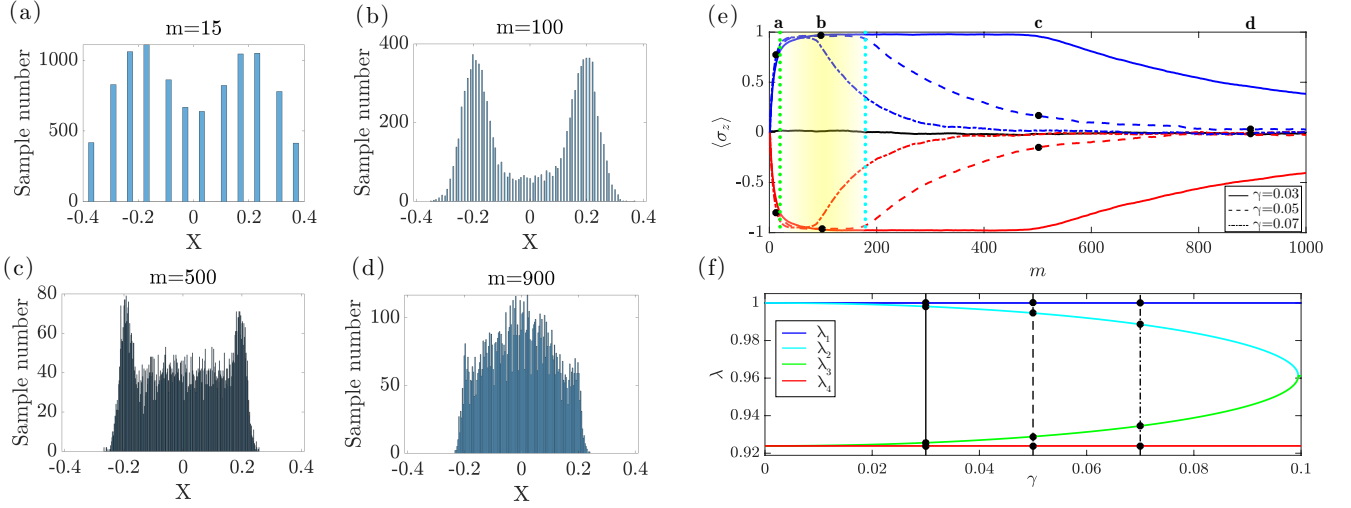 (a)
m=15
Sample number
1000
500
0
-0.4 -0.2 0 0.2 0.4
X
(b)
m=100
Sample number
400
300
200
100
0
-0.4 -0.2 0 0.2 0.4
X
(c)
m=500
Sample number
80
60
40
20
0
-0.4 -0.2 0 0.2 0.4
X
(d)
m=900
Sample number
100
50
0
-0.4 -0.2 0 0.2 0.4
X
(e)
a b c d
⟨σz⟩
1
0.5
0
-0.5
-1
γ=0.03
γ=0.05
γ=0.07
0 200 400 600 800 1000
m
(f)
λ
1
0.98
0.96
0.94
0.92
λ1
λ2
λ3
λ4
0 0.02 0.04 0.06 0.08 0.1
γ